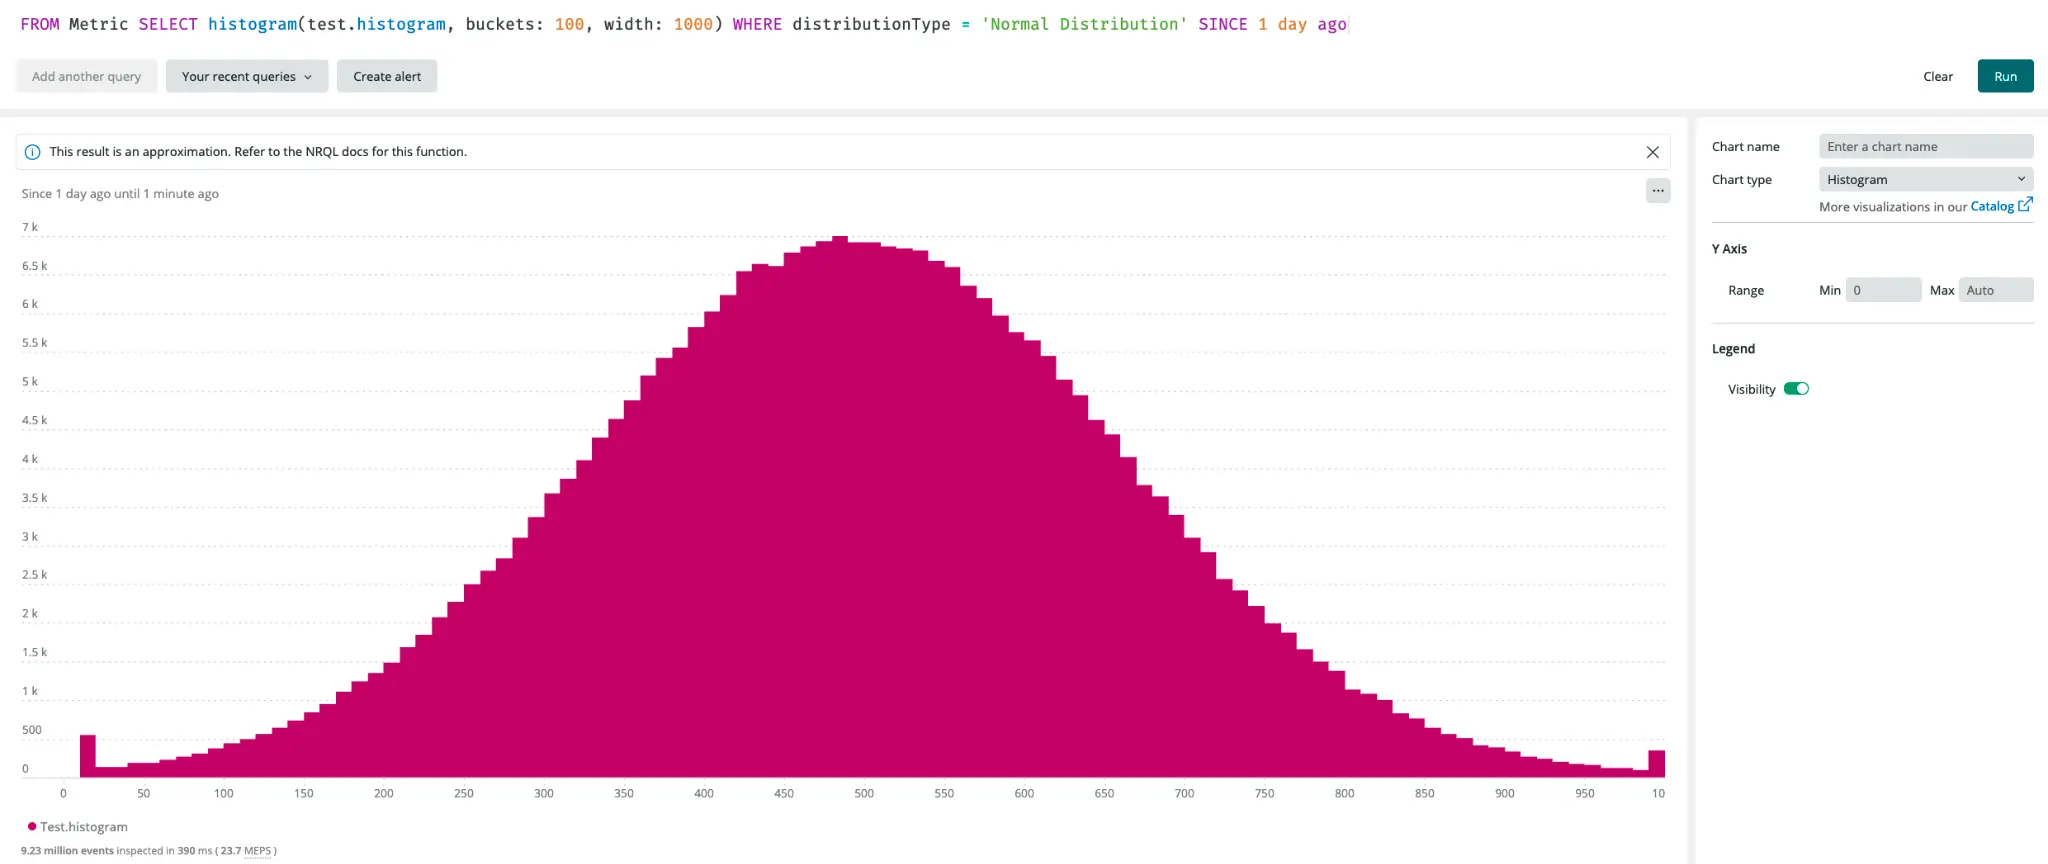 FROM Metric SELECT histogram(test.histogram, buckets: 100, width: 1000) WHERE distributionType = 'Normal Distribution' SINCE 1 day ago
Add another query Your recent queries Create alert Clear Run
This result is an approximation. Refer to the NRQL docs for this function.
Since 1 day ago until 1 minute ago
...
7 k
6.5 k
6 k
5.5 k
5 k
4.5 k
4 k
3.5 k
3 k
2.5 k
2 k
1.5 k
1 k
500
0
0 50 100 150 200 250 300 350 400 450 500 550 600 650 700 750 800 850 900 950 10
Test.histogram
9.23 million events inspected in 390 ms ( 23.7 MEPS )
Chart name Enter a chart name
Chart type Histogram
More visualizations in our Catalog
Y Axis
Range Min 0 Max Auto
Legend
Visibility